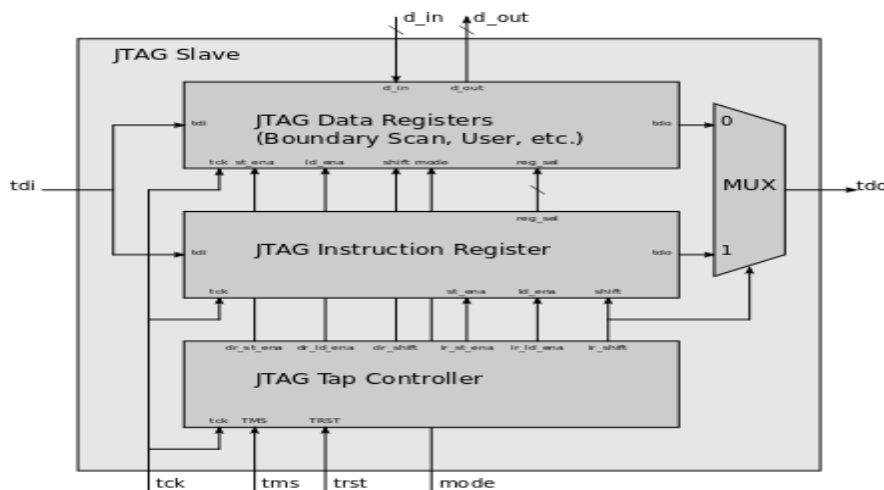 d_in d_out
JTAG Slave
d_in d_out
JTAG Data Registers
(Boundary Scan, User, etc.)
tdi tdo 0
tck st_ena ld_ena shift mode reg_sel
tdi MUX tdo
reg_sel
JTAG Instruction Register
tdi tdo 1
tck st_ena ld_ena shift
dr_st_ena dr_ld_ena dr_shift ir_st_ena ir_ld_ena ir_shift
JTAG Tap Controller
tck TMS TRST
tck tms trst mode